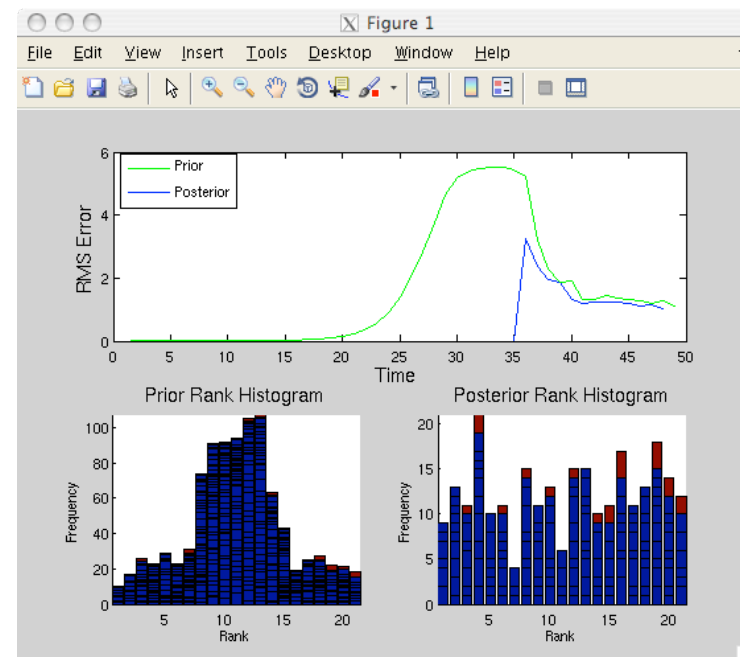 Figure 1
File Edit View Insert Tools Desktop Window Help
Prior
Posterior
RMS Error
6
4
2
0
0 5 10 15 20 25 30 35 40 45 50
Time
Prior Rank Histogram
Frequency
100
80
60
40
20
0
5 10 15 20
Rank
Posterior Rank Histogram
Frequency
20
15
10
5
0
5 10 15 20
Rank